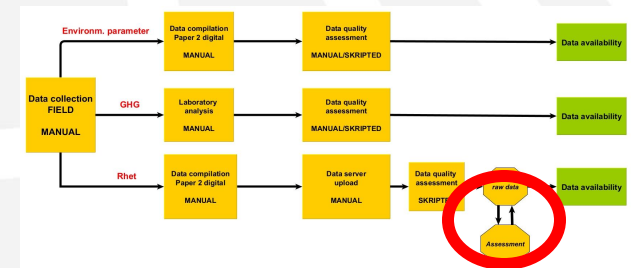 Environm. parameter
Data compilation
Paper 2 digital
MANUAL
Data quality
assessment
MANUAL/SKRIPTED
Data availability
Data collection
FIELD
MANUAL
GHG
Laboratory
analysis
MANUAL
Data quality
assessment
MANUAL/SKRIPTED
Data availability
Rhet
Data compilation
Paper 2 digital
MANUAL
Data server
upload
MANUAL
Data quality
assessment
raw data
Data availability
Assessment